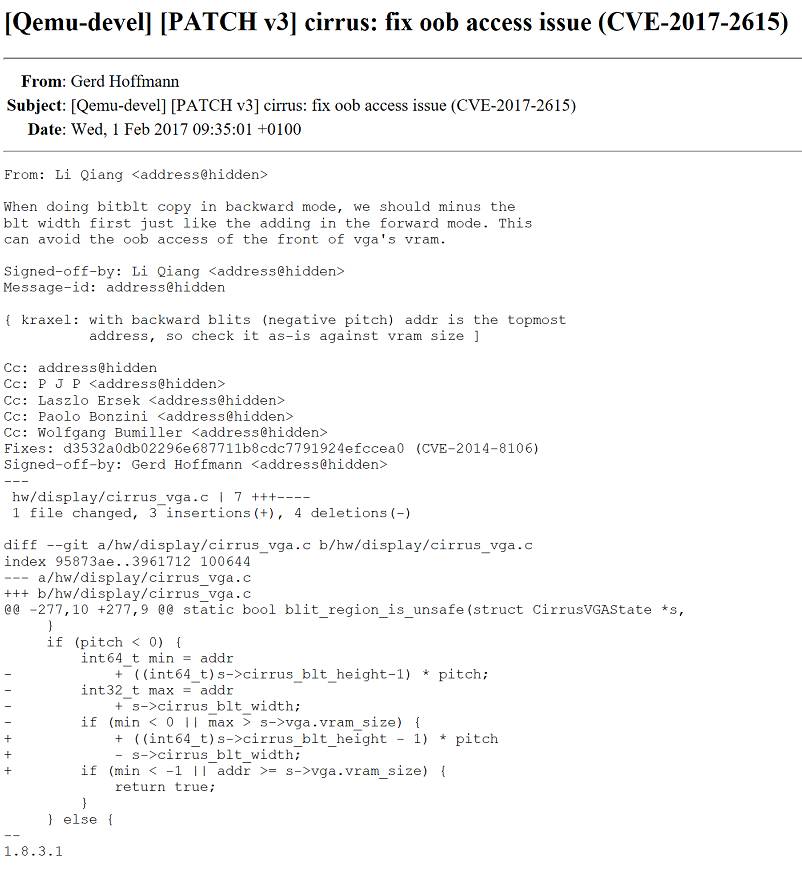 [Qemu-devel] [PATCH v3] cirrus: fix oob access issue (CVE-2017-2615)
From: Gerd Hoffmann
Subject: [Qemu-devel] [PATCH v3] cirrus: fix oob access issue (CVE-2017-2615)
Date: Wed, 1 Feb 2017 09:35:01 +0100
From: Li Qiang <address@hidden>
When doing bitblt copy in backward mode, we should minus the
blt width first just like the adding in the forward mode. This
can avoid the oob access of the front of vga's vram.
Signed-off-by: Li Qiang <address@hidden>
Message-id: address@hidden
{ kraxel: with backward blits (negative pitch) addr is the topmost
          address, so check it as-is against vram size ]
Cc: address@hidden
Cc: P J P <address@hidden>
Cc: Laszlo Ersek <address@hidden>
Cc: Paolo Bonzini <address@hidden>
Cc: Wolfgang Bumiller <address@hidden>
Fixes: d3532a0db02296e687711b8cdc7791924efccea0 (CVE-2014-8106)
Signed-off-by: Gerd Hoffmann <address@hidden>
---
 hw/display/cirrus_vga.c | 7 +++----
 1 file changed, 3 insertions(+), 4 deletions(-)
diff --git a/hw/display/cirrus_vga.c b/hw/display/cirrus_vga.c
index 95873ae..3961712 100644
--- a/hw/display/cirrus_vga.c
+++ b/hw/display/cirrus_vga.c
@@ -277,10 +277,9 @@ static bool blit_region_is_unsafe(struct CirrusVGAState *s,
     }
     if (pitch < 0) {
         int64_t min = addr
-            + ((int64_t)s->cirrus_blt_height-1) * pitch;
-        int32_t max = addr
-            + s->cirrus_blt_width;
-        if (min < 0 || max > s->vga.vram_size) {
+            + ((int64_t)s->cirrus_blt_height - 1) * pitch
+            - s->cirrus_blt_width;
+        if (min < -1 || addr >= s->vga.vram_size) {
             return true;
         }
     } else {
--
1.8.3.1